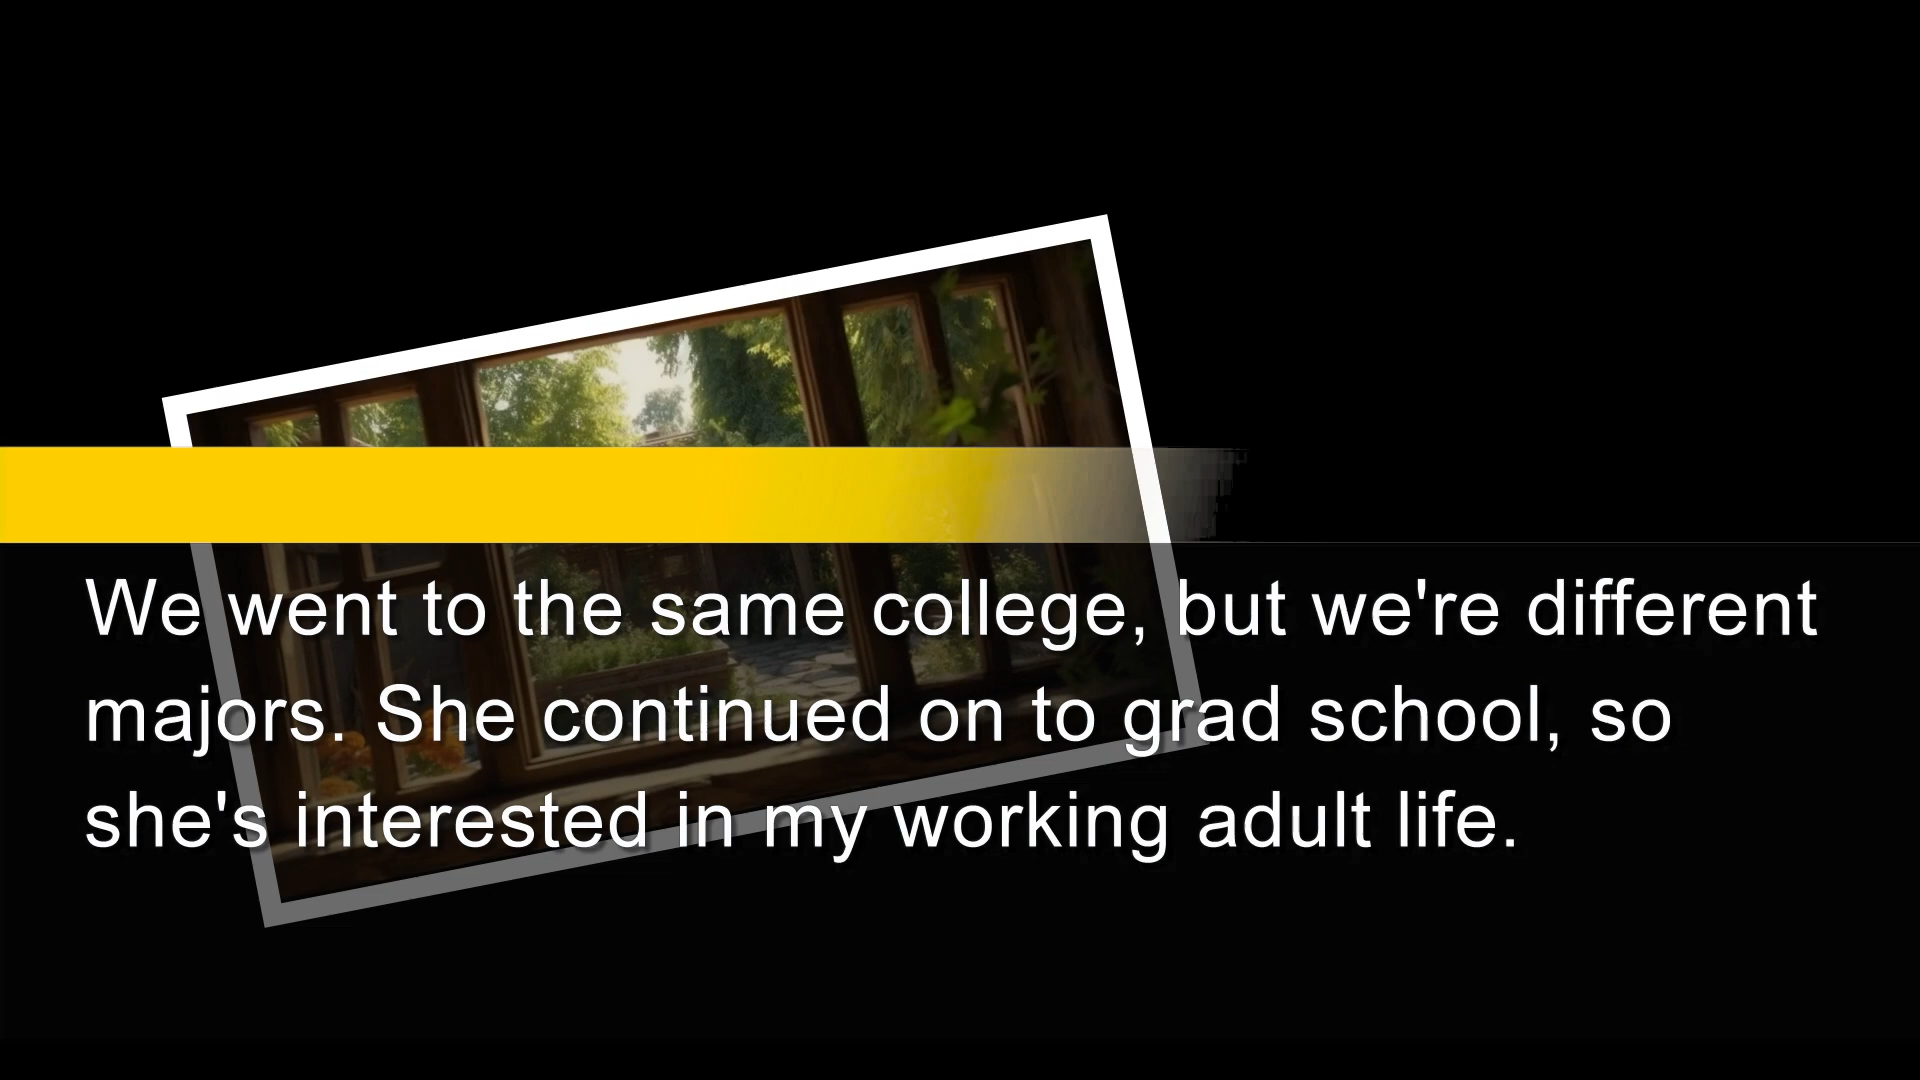 We went to the same college, but we're different
majors. She continued on to grad school, so
she's interested in my working adult life.